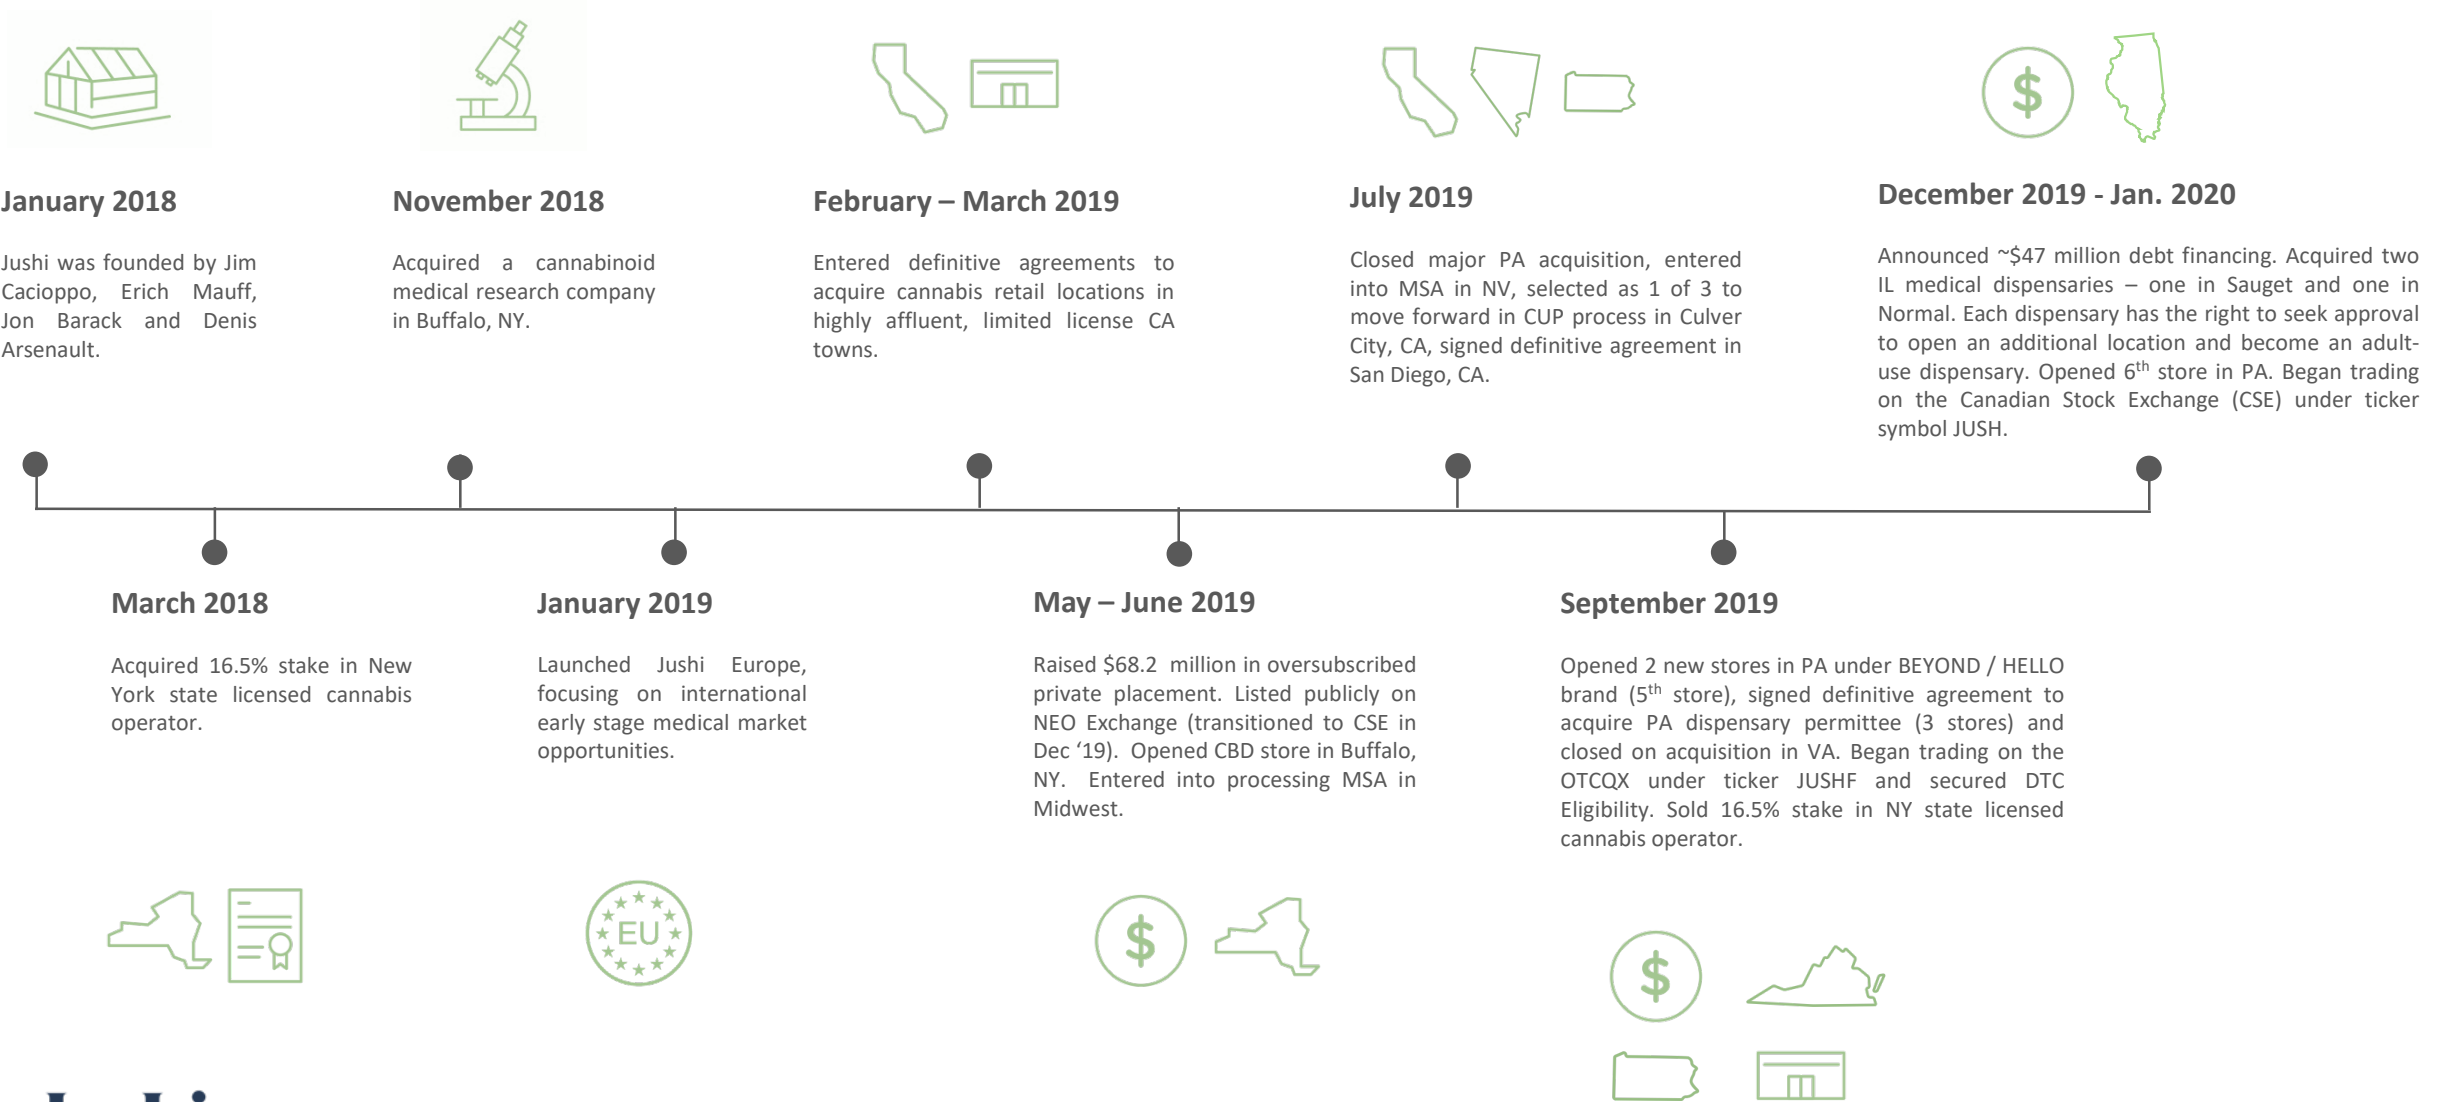 January 2018
Jushi was founded by Jim
Cacioppo, Erich Mauff,
Jon Barack and Denis
Arsenault.
November 2018
Acquired a cannabinoid
medical research company
in Buffalo, NY.
February – March 2019
Entered definitive agreements to
acquire cannabis retail locations in
highly affluent, limited license CA
towns.
July 2019
Closed major PA acquisition, entered
into MSA in NV, selected as 1 of 3 to
move forward in CUP process in Culver
City, CA, signed definitive agreement in
San Diego, CA.
December 2019 - Jan. 2020
Announced ~$47 million debt financing. Acquired two
IL medical dispensaries – one in Sauget and one in
Normal. Each dispensary has the right to seek approval
to open an additional location and become an adult-
use dispensary. Opened 6th store in PA. Began trading
on the Canadian Stock Exchange (CSE) under ticker
symbol JUSH.
March 2018
Acquired 16.5% stake in New
York state licensed cannabis
operator.
January 2019
Launched Jushi Europe,
focusing on international
early stage medical market
opportunities.
May – June 2019
Raised $68.2 million in oversubscribed
private placement. Listed publicly on
NEO Exchange (transitioned to CSE in
Dec ‘19). Opened CBD store in Buffalo,
NY. Entered into processing MSA in
Midwest.
September 2019
Opened 2 new stores in PA under BEYOND / HELLO
brand (5th store), signed definitive agreement to
acquire PA dispensary permittee (3 stores) and
closed on acquisition in VA. Began trading on the
OTCQX under ticker JUSHF and secured DTC
Eligibility. Sold 16.5% stake in NY state licensed
cannabis operator.
EU
$
$
$